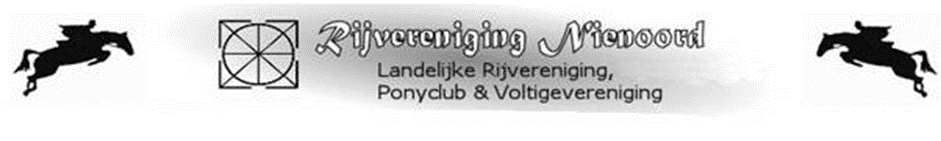 Rijvereniging Nienoord
Landelijke Rijvereniging,
Ponyclub & Voltigevereniging